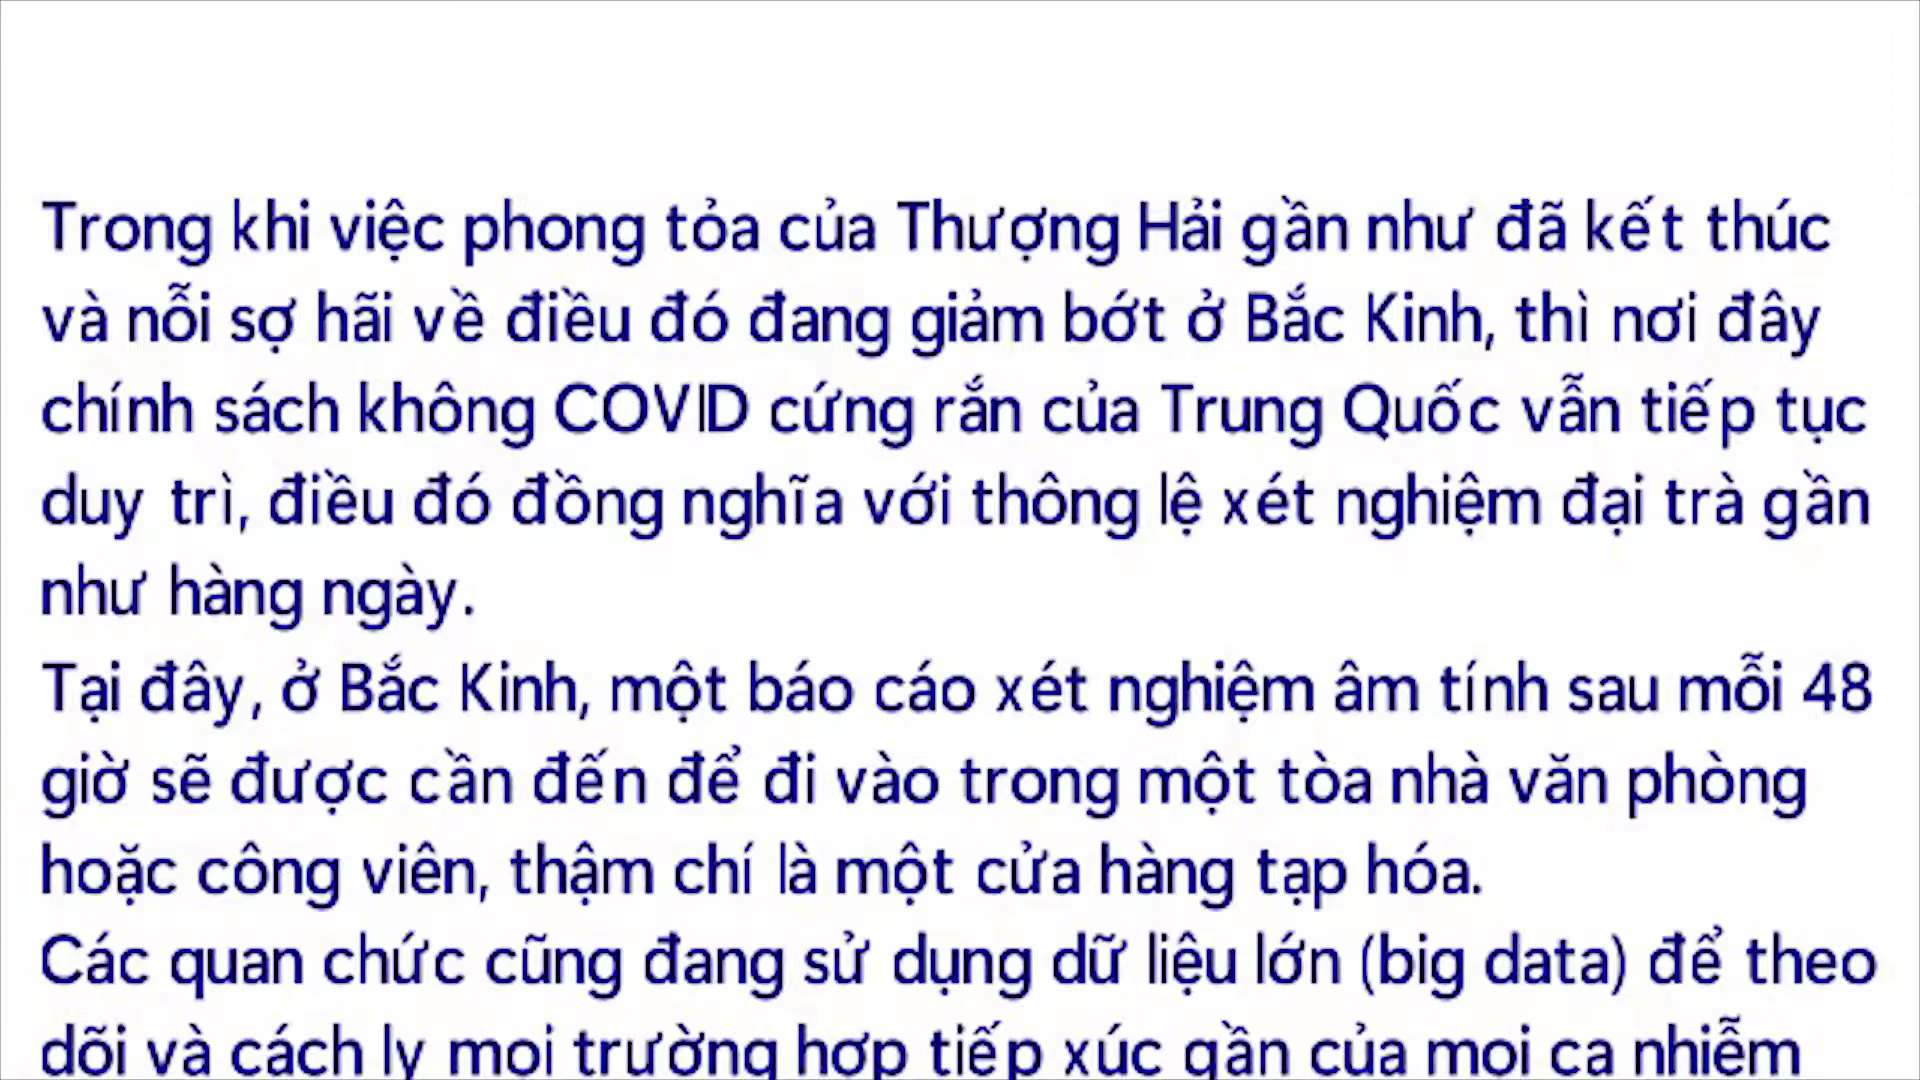 Trong khi việc phong tỏa của Thượng Hải gần như đã kết thúc
và nỗi sợ hãi về điều đó đang giảm bớt ở Bắc Kinh, thì nơi đây
chính sách không COVID cứng rắn của Trung Quốc vẫn tiếp tục
duy trì, điều đó đồng nghĩa với thông lệ xét nghiệm đại trà gần
như hàng ngày.
Tại đây, ở Bắc Kinh, một báo cáo xét nghiệm âm tính sau mỗi 48
giờ sẽ được cần đến để đi vào trong một tòa nhà văn phòng
hoặc công viên, thậm chí là một cửa hàng tạp hóa.
Các quan chức cũng đang sử dụng dữ liệu lớn (big data) để theo
dõi và cách ly mọi trường hợp tiếp xúc gần của mọi ca nhiễm